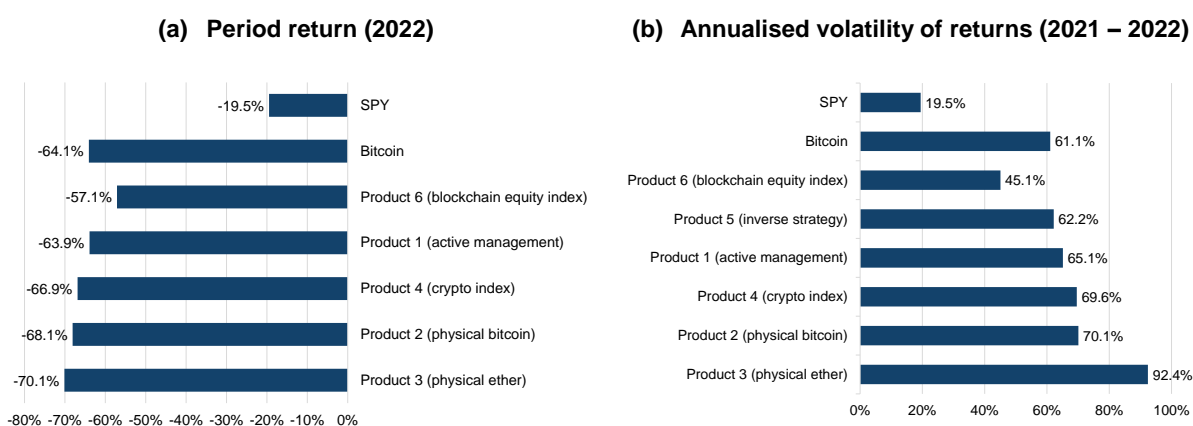 (a) Period return (2022)
-19.5% SPY
-64.1% Bitcoin
-57.1% Product 6 (blockchain equity index)
-63.9% Product 1 (active management)
-66.9% Product 4 (crypto index)
-68.1% Product 2 (physical bitcoin)
-70.1% Product 3 (physical ether)
-80% -70% -60% -50% -40% -30% -20% -10% 0%
(b) Annualised volatility of returns (2021 – 2022)
SPY 19.5%
Bitcoin 61.1%
Product 6 (blockchain equity index) 45.1%
Product 5 (inverse strategy) 62.2%
Product 1 (active management) 65.1%
Product 4 (crypto index) 69.6%
Product 2 (physical bitcoin) 70.1%
Product 3 (physical ether) 92.4%
0% 20% 40% 60% 80% 100%